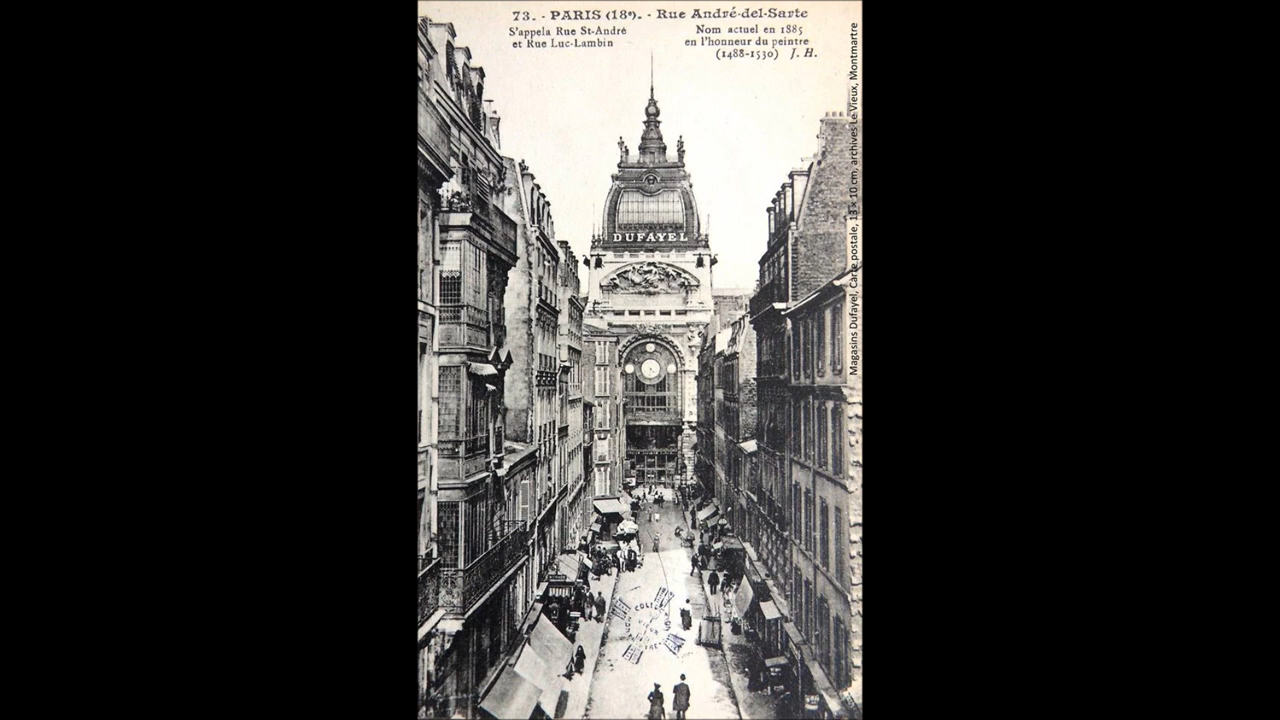 73. - PARIS (18e). - Rue André-del-Sarte
S'appela Rue St-André
et Rue Luc-Lambin
Nom actuel en 1885
en l'honneur du peintre
(1488-1530) J. H.
DUFAYEL
Magasins Dufayel, Carte postale, 13 × 10 cm, archives Le Vieux, Montmartre